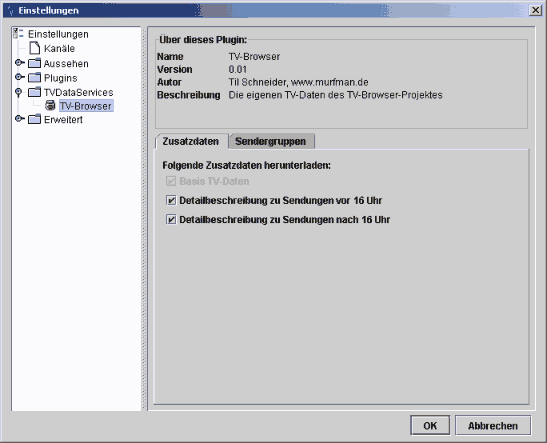 Einstellungen
Einstellungen
Kanäle
Aussehen
Plugins
TVDataServices
TV-Browser
Erweitert
Über dieses Plugin:
Name TV-Browser
Version 0.01
Autor Til Schneider, www.murfman.de
Beschreibung Die eigenen TV-Daten des TV-Browser-Projektes
Zusatzdaten Sendergruppen
Folgende Zusatzdaten herunterladen:
Basis TV-Daten
Detailbeschreibung zu Sendungen vor 16 Uhr
Detailbeschreibung zu Sendungen nach 16 Uhr
OK Abbrechen